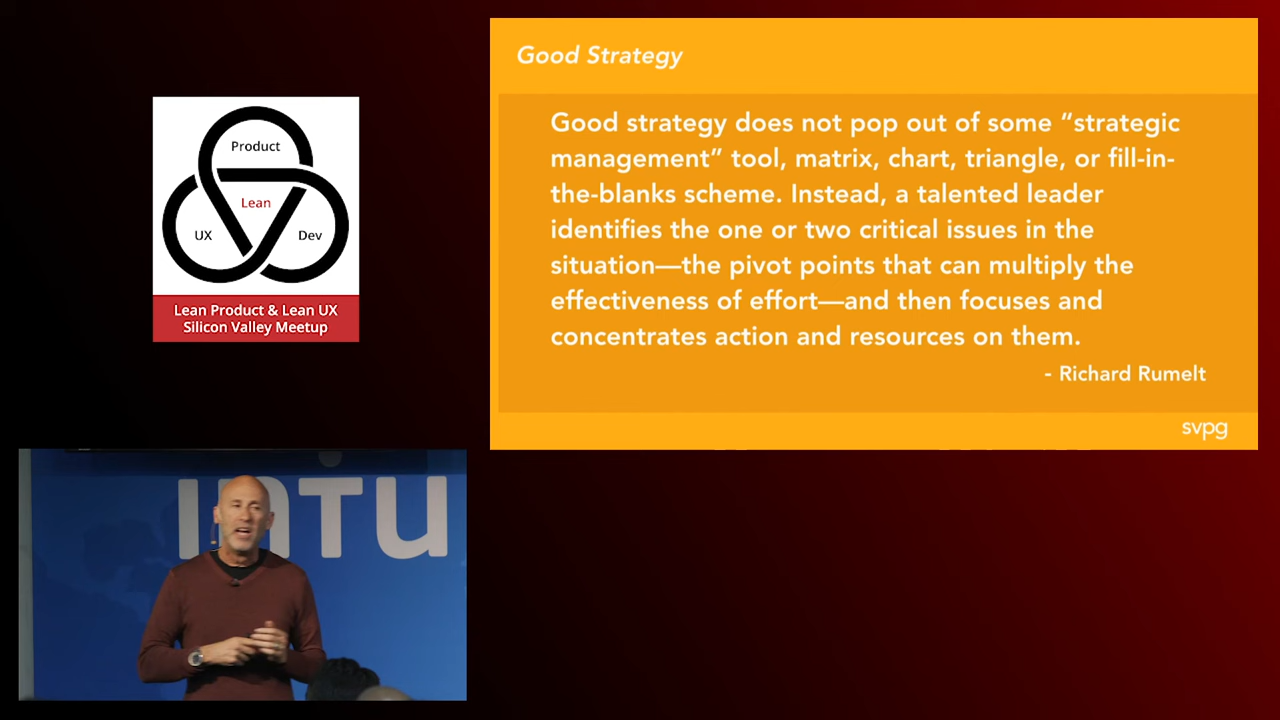 Product
Lean
UX
Dev
Lean Product & Lean UX
Silicon Valley Meetup
Good Strategy
Good strategy does not pop out of some “strategic
management” tool, matrix, chart, triangle, or fill-in-
the-blanks scheme. Instead, a talented leader
identifies the one or two critical issues in the
situation—the pivot points that can multiply the
effectiveness of effort—and then focuses and
concentrates action and resources on them.
- Richard Rumelt
svpg
intu